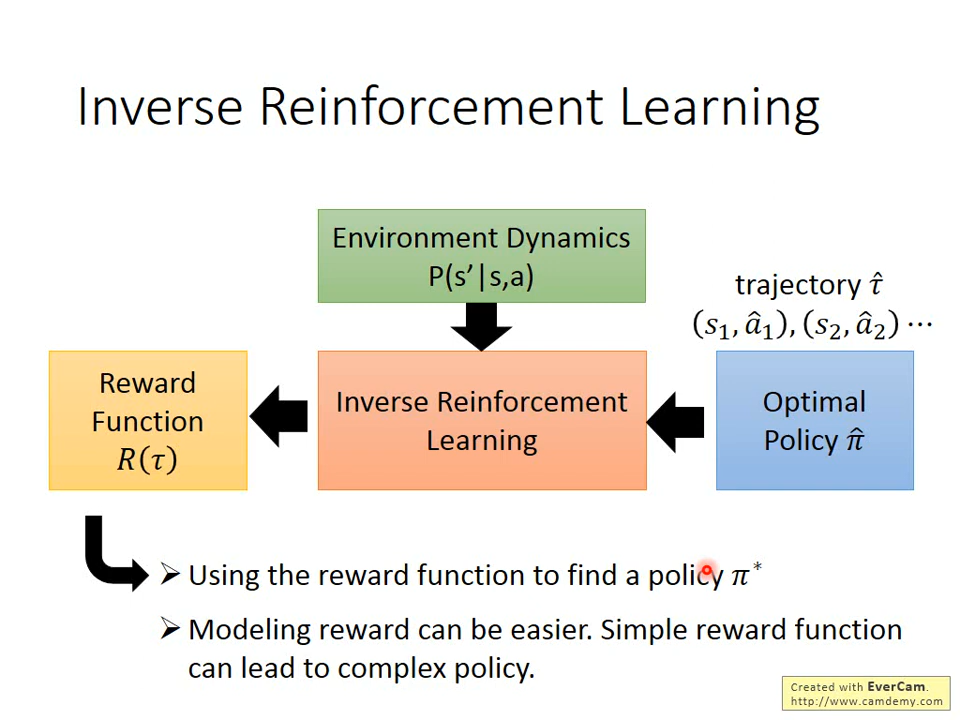 Inverse Reinforcement Learning
Environment Dynamics
P(s’|s,a)
trajectory τ̂
(s₁, â₁), (s₂, â₂) ⋯
Reward
Function
R(τ)
Inverse Reinforcement
Learning
Optimal
Policy π̂
➢ Using the reward function to find a policy π*
➢ Modeling reward can be easier. Simple reward function
can lead to complex policy.
Created with EverCam.
http://www.camdemy.com